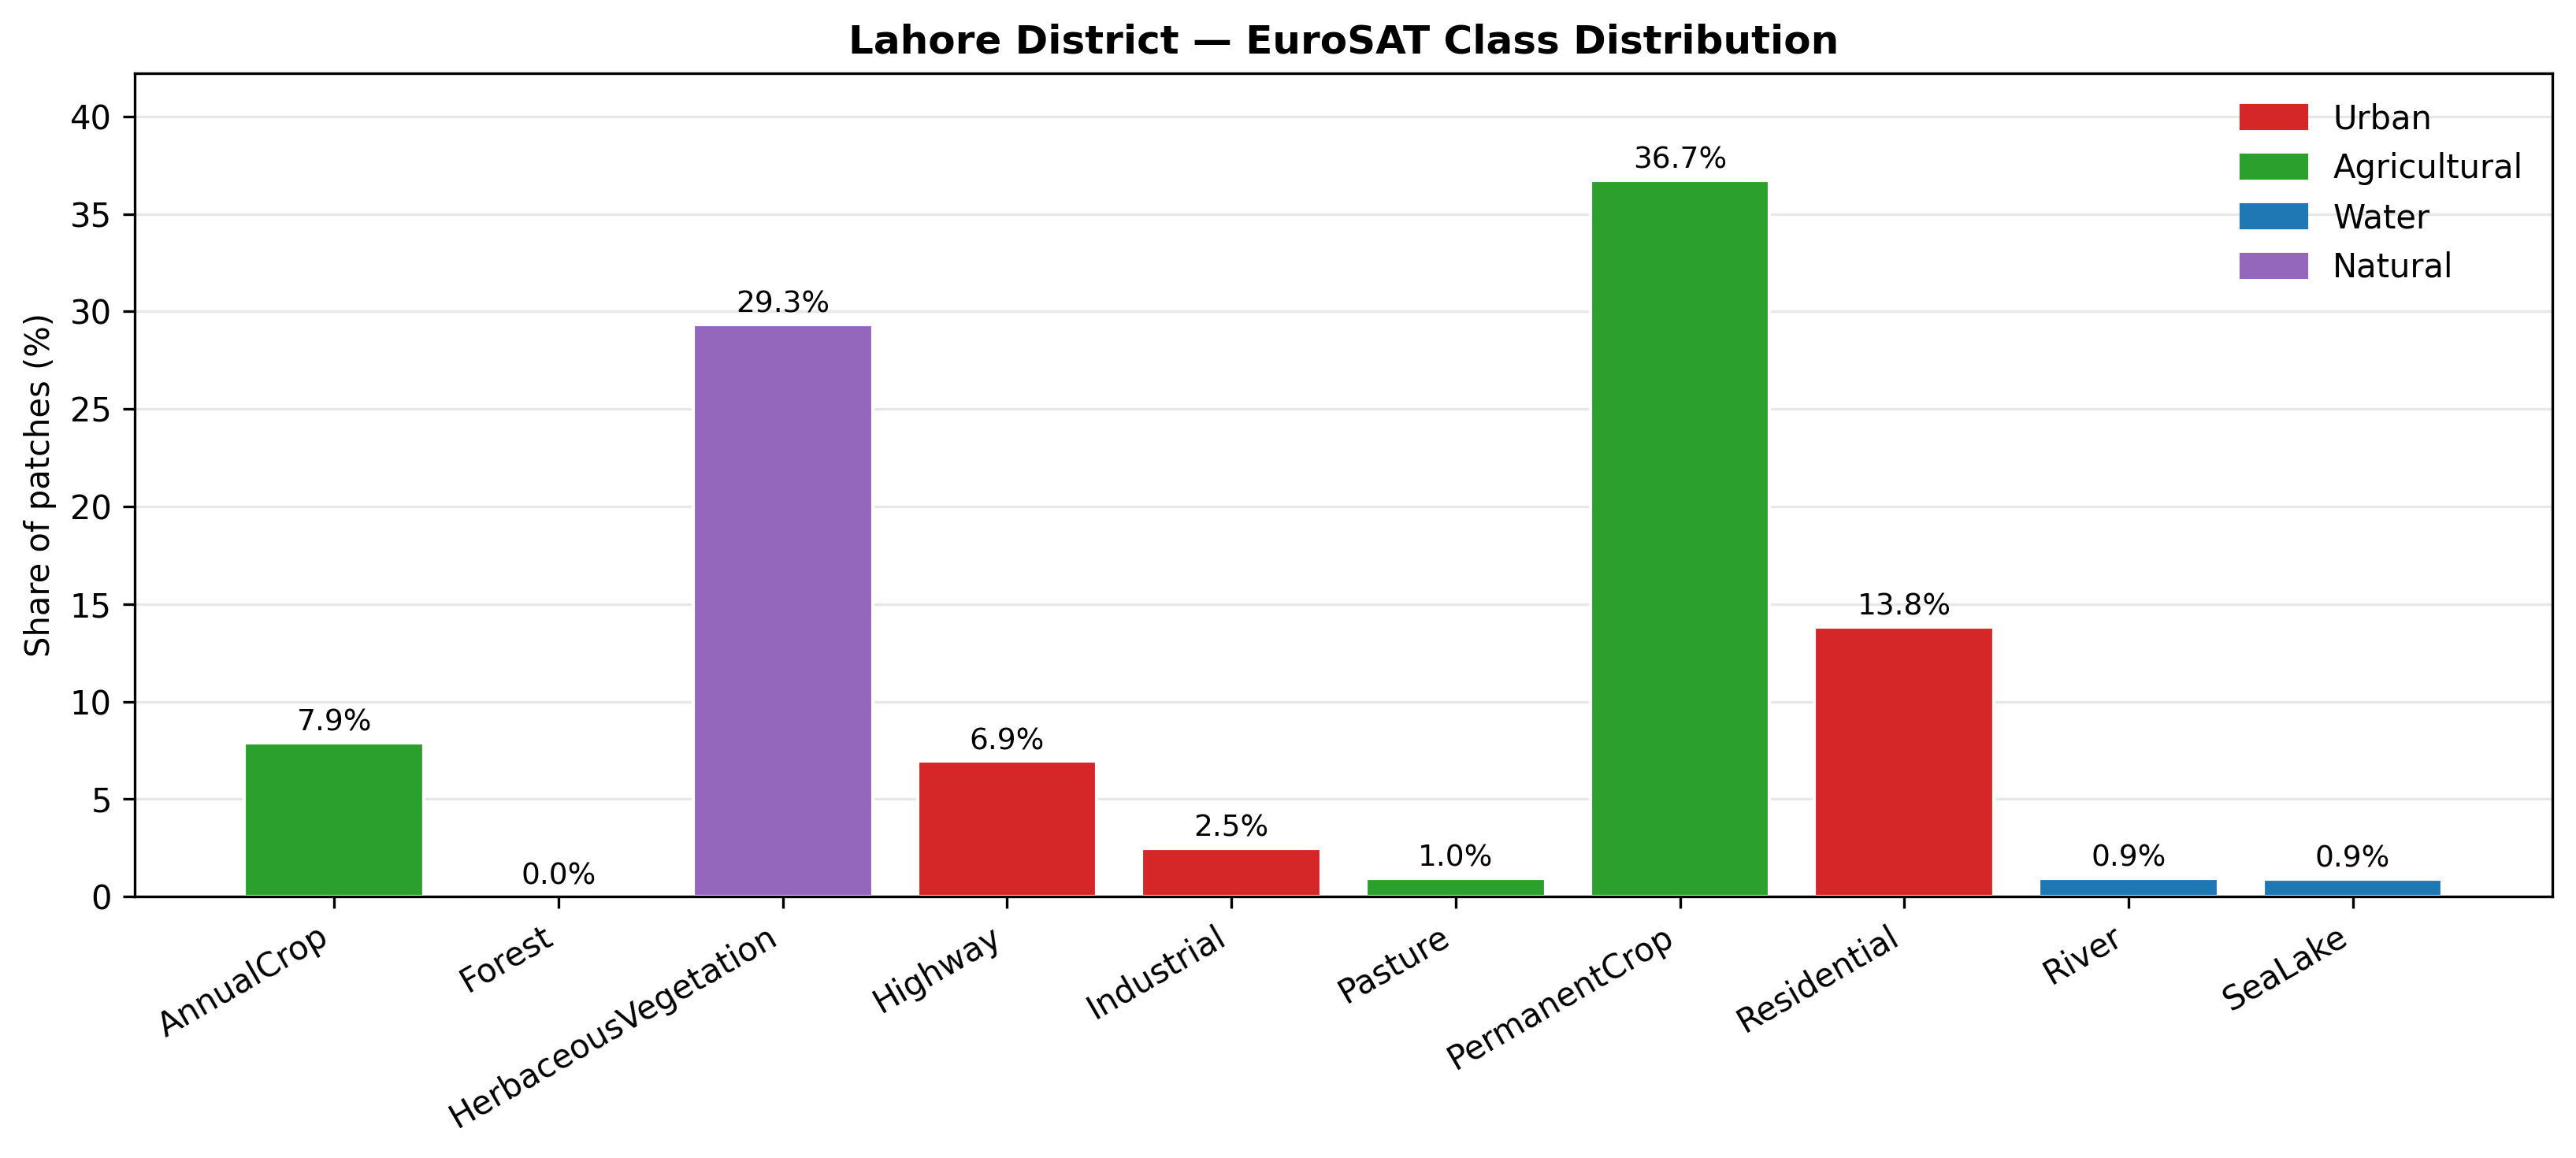 Lahore District — EuroSAT Class Distribution
Share of patches (%)
40
35
30
25
20
15
10
5
0
Urban
Agricultural
Water
Natural
7.9%
0.0%
29.3%
6.9%
2.5%
1.0%
36.7%
13.8%
0.9%
0.9%
AnnualCrop
Forest
HerbaceousVegetation
Highway
Industrial
Pasture
PermanentCrop
Residential
River
SeaLake